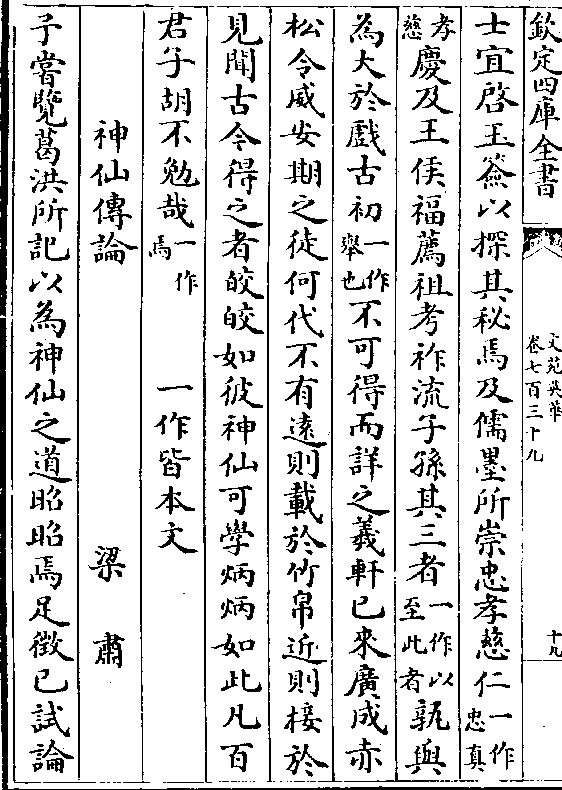 欽定四庫全書
文苑英華
卷七百三十九
十九
士宜啓玉篸以探其秘焉及儒墨所崇忠孝慈仁一作忠真
孝慈慶及王侯福薦祖考祚流子孫其三者一作以至此者孰與
為大於戲古初一作舉也不可得而詳之羲軒已來廣成赤
松令威安期之徒何代不有遠則載於竹帛近則接於
見聞古今得之者皎皎如彼神仙可學炳炳如此凡百
君子胡不勉哉一作焉 一作皆本文
神仙傳論 梁肅
予嘗覽葛洪所記以為神仙之道昭昭焉足徵已試論